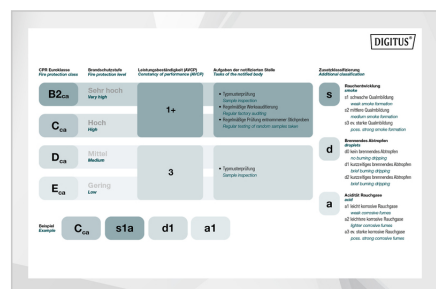 DIGITUS®
CPR Euroklasse
Fire protection class
Brandschutzstufe
Fire protection level
Leistungsbeständigkeit (AVCP)
Constancy of performance (AVCP)
Aufgaben der notifizierten Stelle
Tasks of the notified body
Zusatzklassifizierung
Additional classification
B2ca
Sehr hoch
Very high
Cca
Hoch
High
1+
• Typmusterprüfung
Sample inspection
• Regelmäßige Werksauditierung
Regular factory auditing
• Regelmäßige Prüfung entnommener Stichproben
Regular testing of random samples taken
Dca
Mittel
Medium
Eca
Gering
Low
3
• Typmusterprüfung
Sample inspection
s
Rauchentwicklung
smoke
s1 schwache Qualmbildung
weak smoke formation
s2 mittlere Qualmbildung
medium smoke formation
s3 ev. starke Qualmbildung
poss. strong smoke formation
d
Brennendes Abtropfen
droplets
d0 kein brennendes Abtropfen
no burning dripping
d1 kurzzeitiges brennendes Abtropfen
brief burning dripping
d2 kurzzeitiges brennendes Abtropfen
brief burning dripping
a
Acidität Rauchgase
acid
a1 leicht korrosive Rauchgase
weak corrosive fumes
a2 leichtere korrosive Rauchgase
lighter corrosive fumes
a3 ev. starke korrosive Rauchgase
poss. strong corrosive fumes
Beispiel
Example
Cca s1a d1 a1